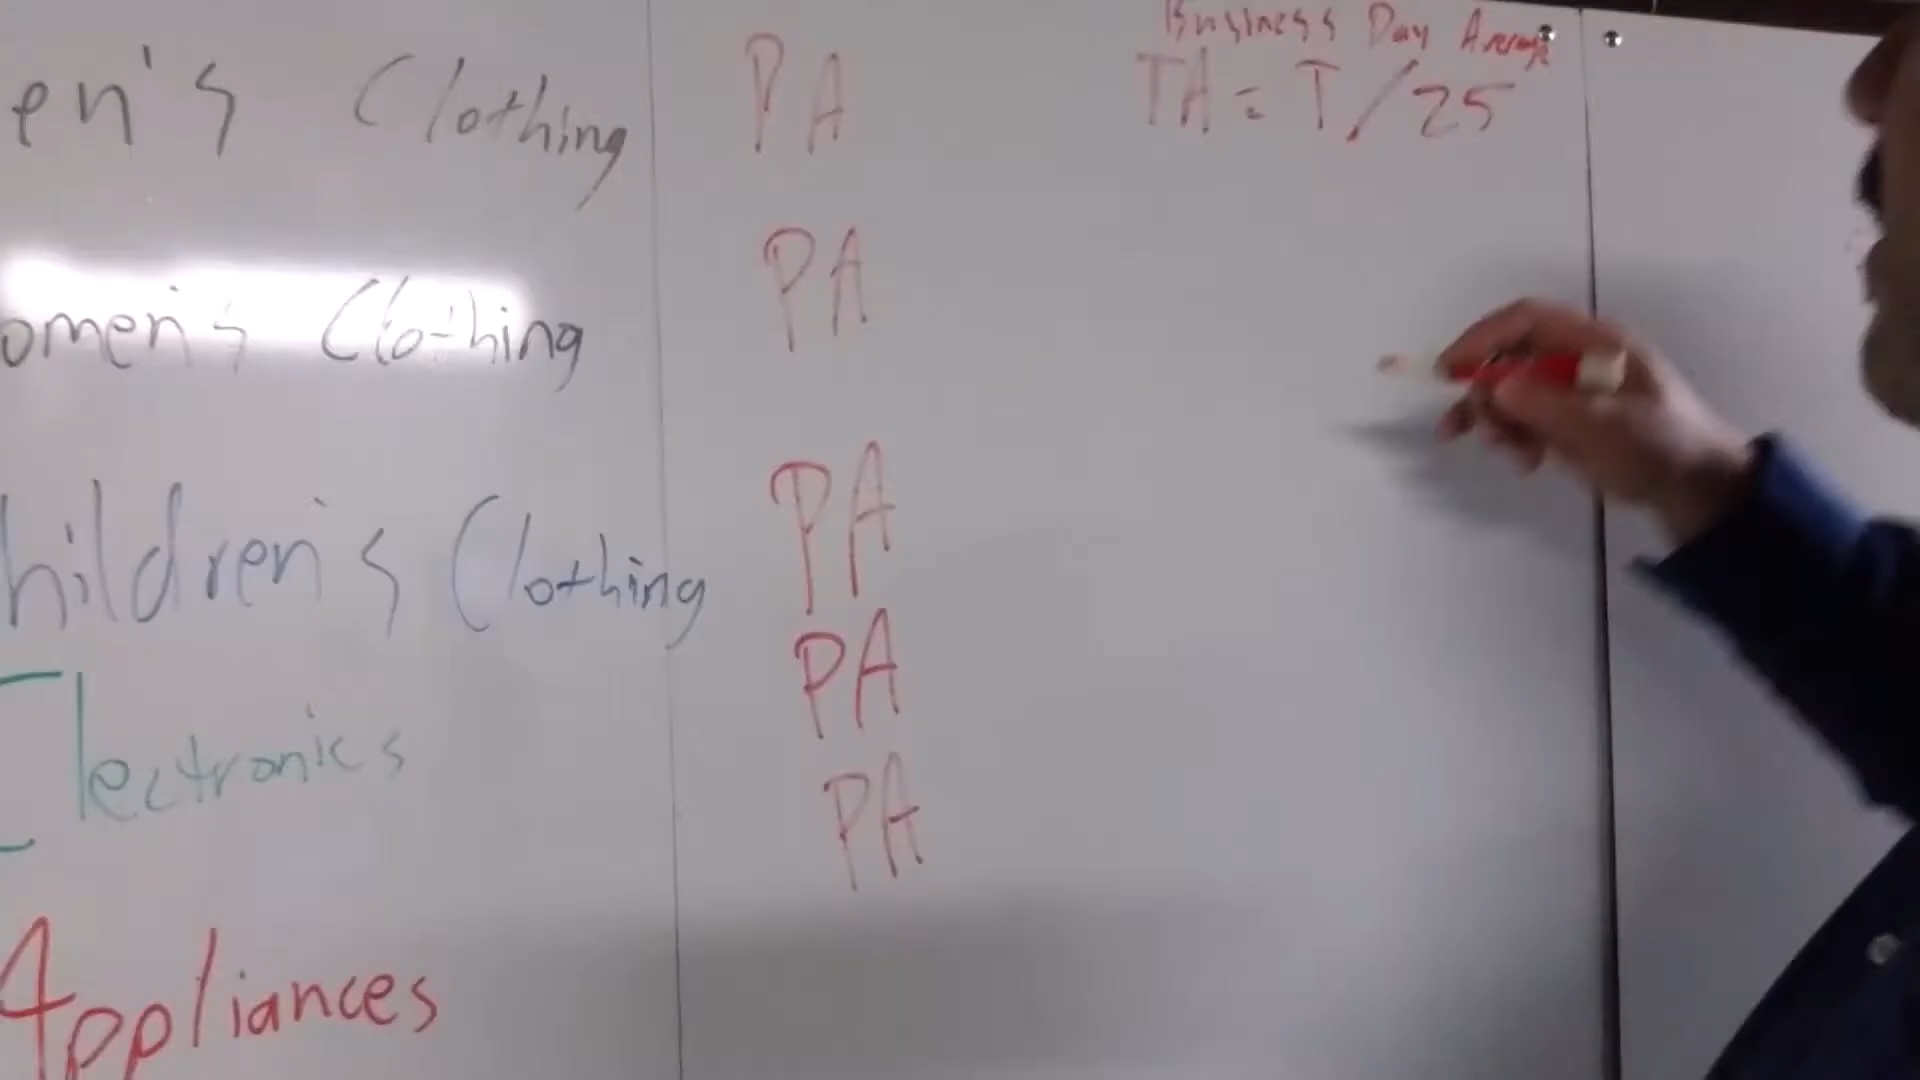 en's Clothing PA
omen's Clothing PA
hildren's Clothing PA
Electronics PA
Appliances PA
Business Day Average
TA = T/25